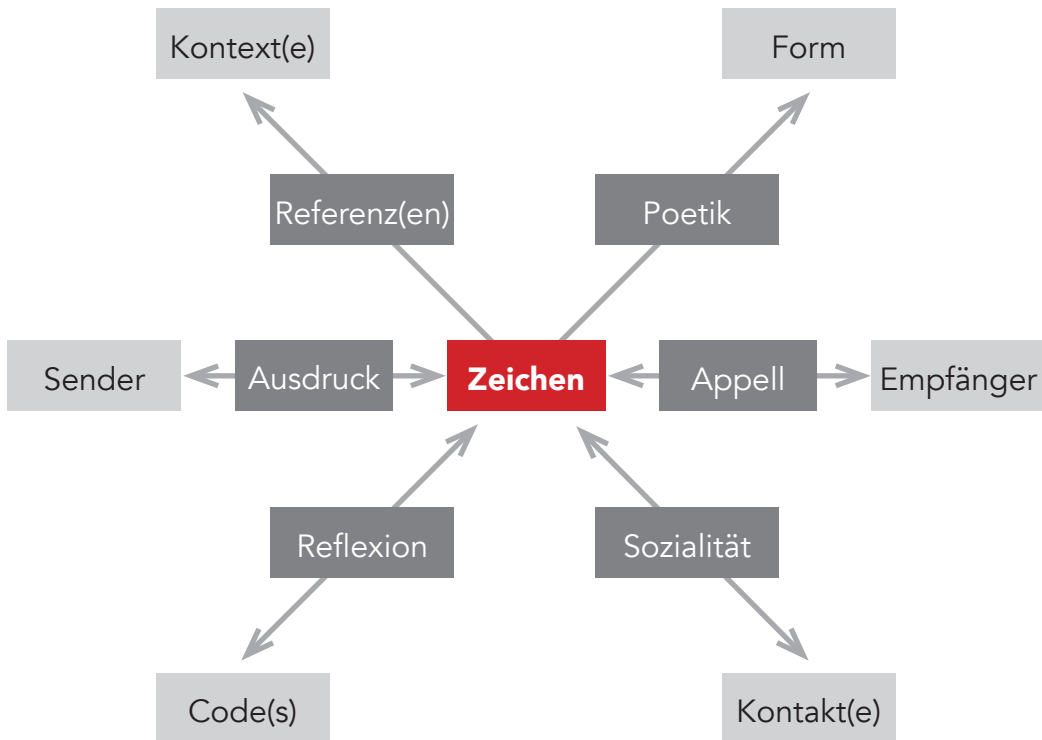 Kontext(e)
Form
Referenz(en)
Poetik
Sender
Ausdruck
Zeichen
Appell
Empfänger
Reflexion
Sozialität
Code(s)
Kontakt(e)